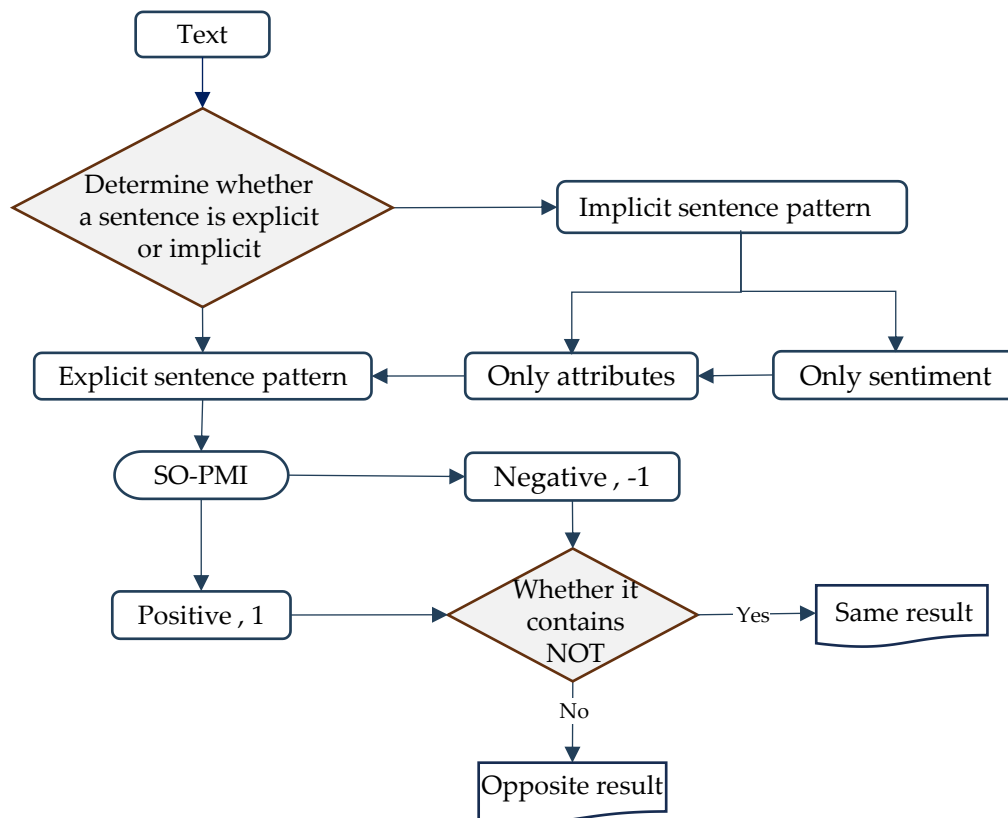 Text
Determine whether
a sentence is explicit
or implicit
Implicit sentence pattern
Explicit sentence pattern
Only attributes
Only sentiment
SO-PMI
Negative , -1
Positive , 1
Whether it
contains
NOT
Yes
Same result
No
Opposite result